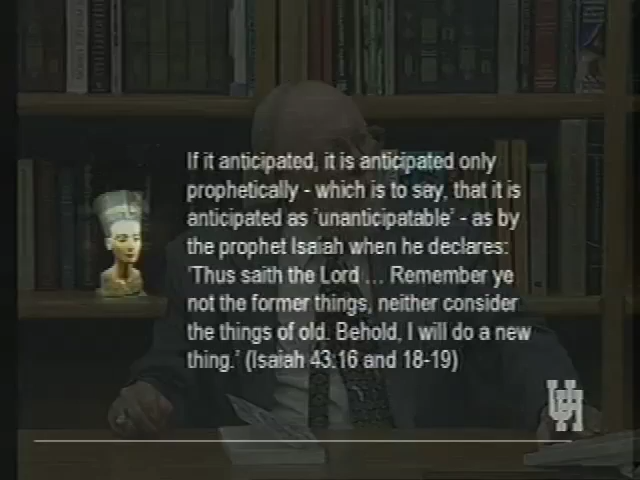 If it anticipated, it is anticipated only
prophetically - which is to say, that it is
anticipated as 'unanticipatable' - as by
the prophet Isaiah when he declares:
'Thus saith the Lord ... Remember ye
not the former things, neither consider
the things of old. Behold, I will do a new
thing.' (Isaiah 43:16 and 18-19)
UH